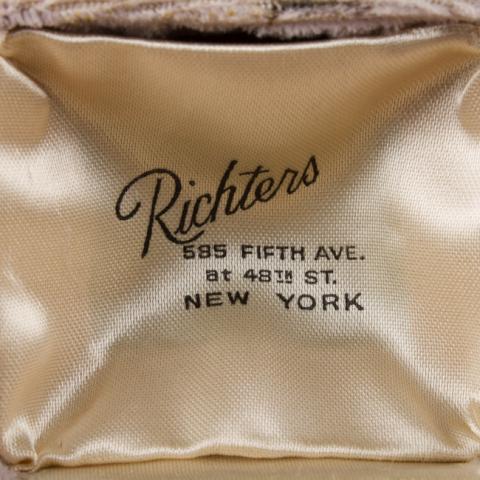 Richters
585 FIFTH AVE.
at 48TH ST.
NEW YORK